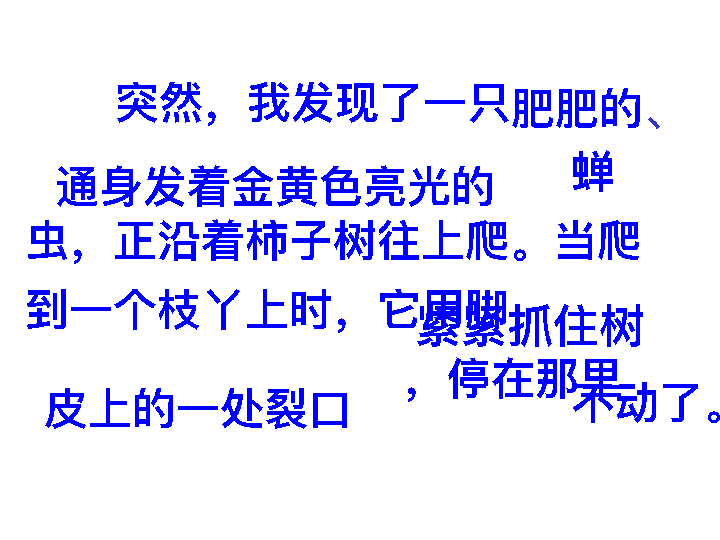 突然，我发现了一只肥肥的、
通身发着金黄色亮光的蝉
虫，正沿着柿子树往上爬。当爬
到一个枝丫上时，它用脚紧紧抓住树
皮上的一处裂口，停在那里不动了。